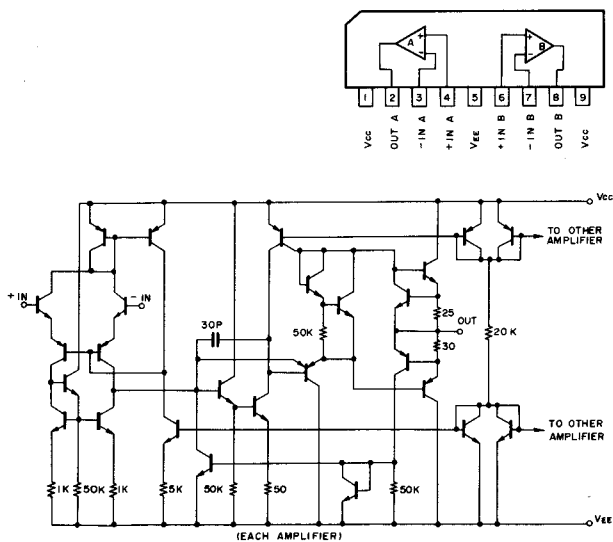 A
B
+
-
+
-
1 2 3 4 5 6 7 8 9
VCC
OUT A
-IN A
+IN A
VEE
+IN B
-IN B
OUT B
VCC
VCC
TO OTHER
AMPLIFIER
+IN
-IN
30P
50K
25
OUT
30
20K
TO OTHER
AMPLIFIER
1K
50K
1K
5K
50K
50
50K
VEE
(EACH AMPLIFIER)